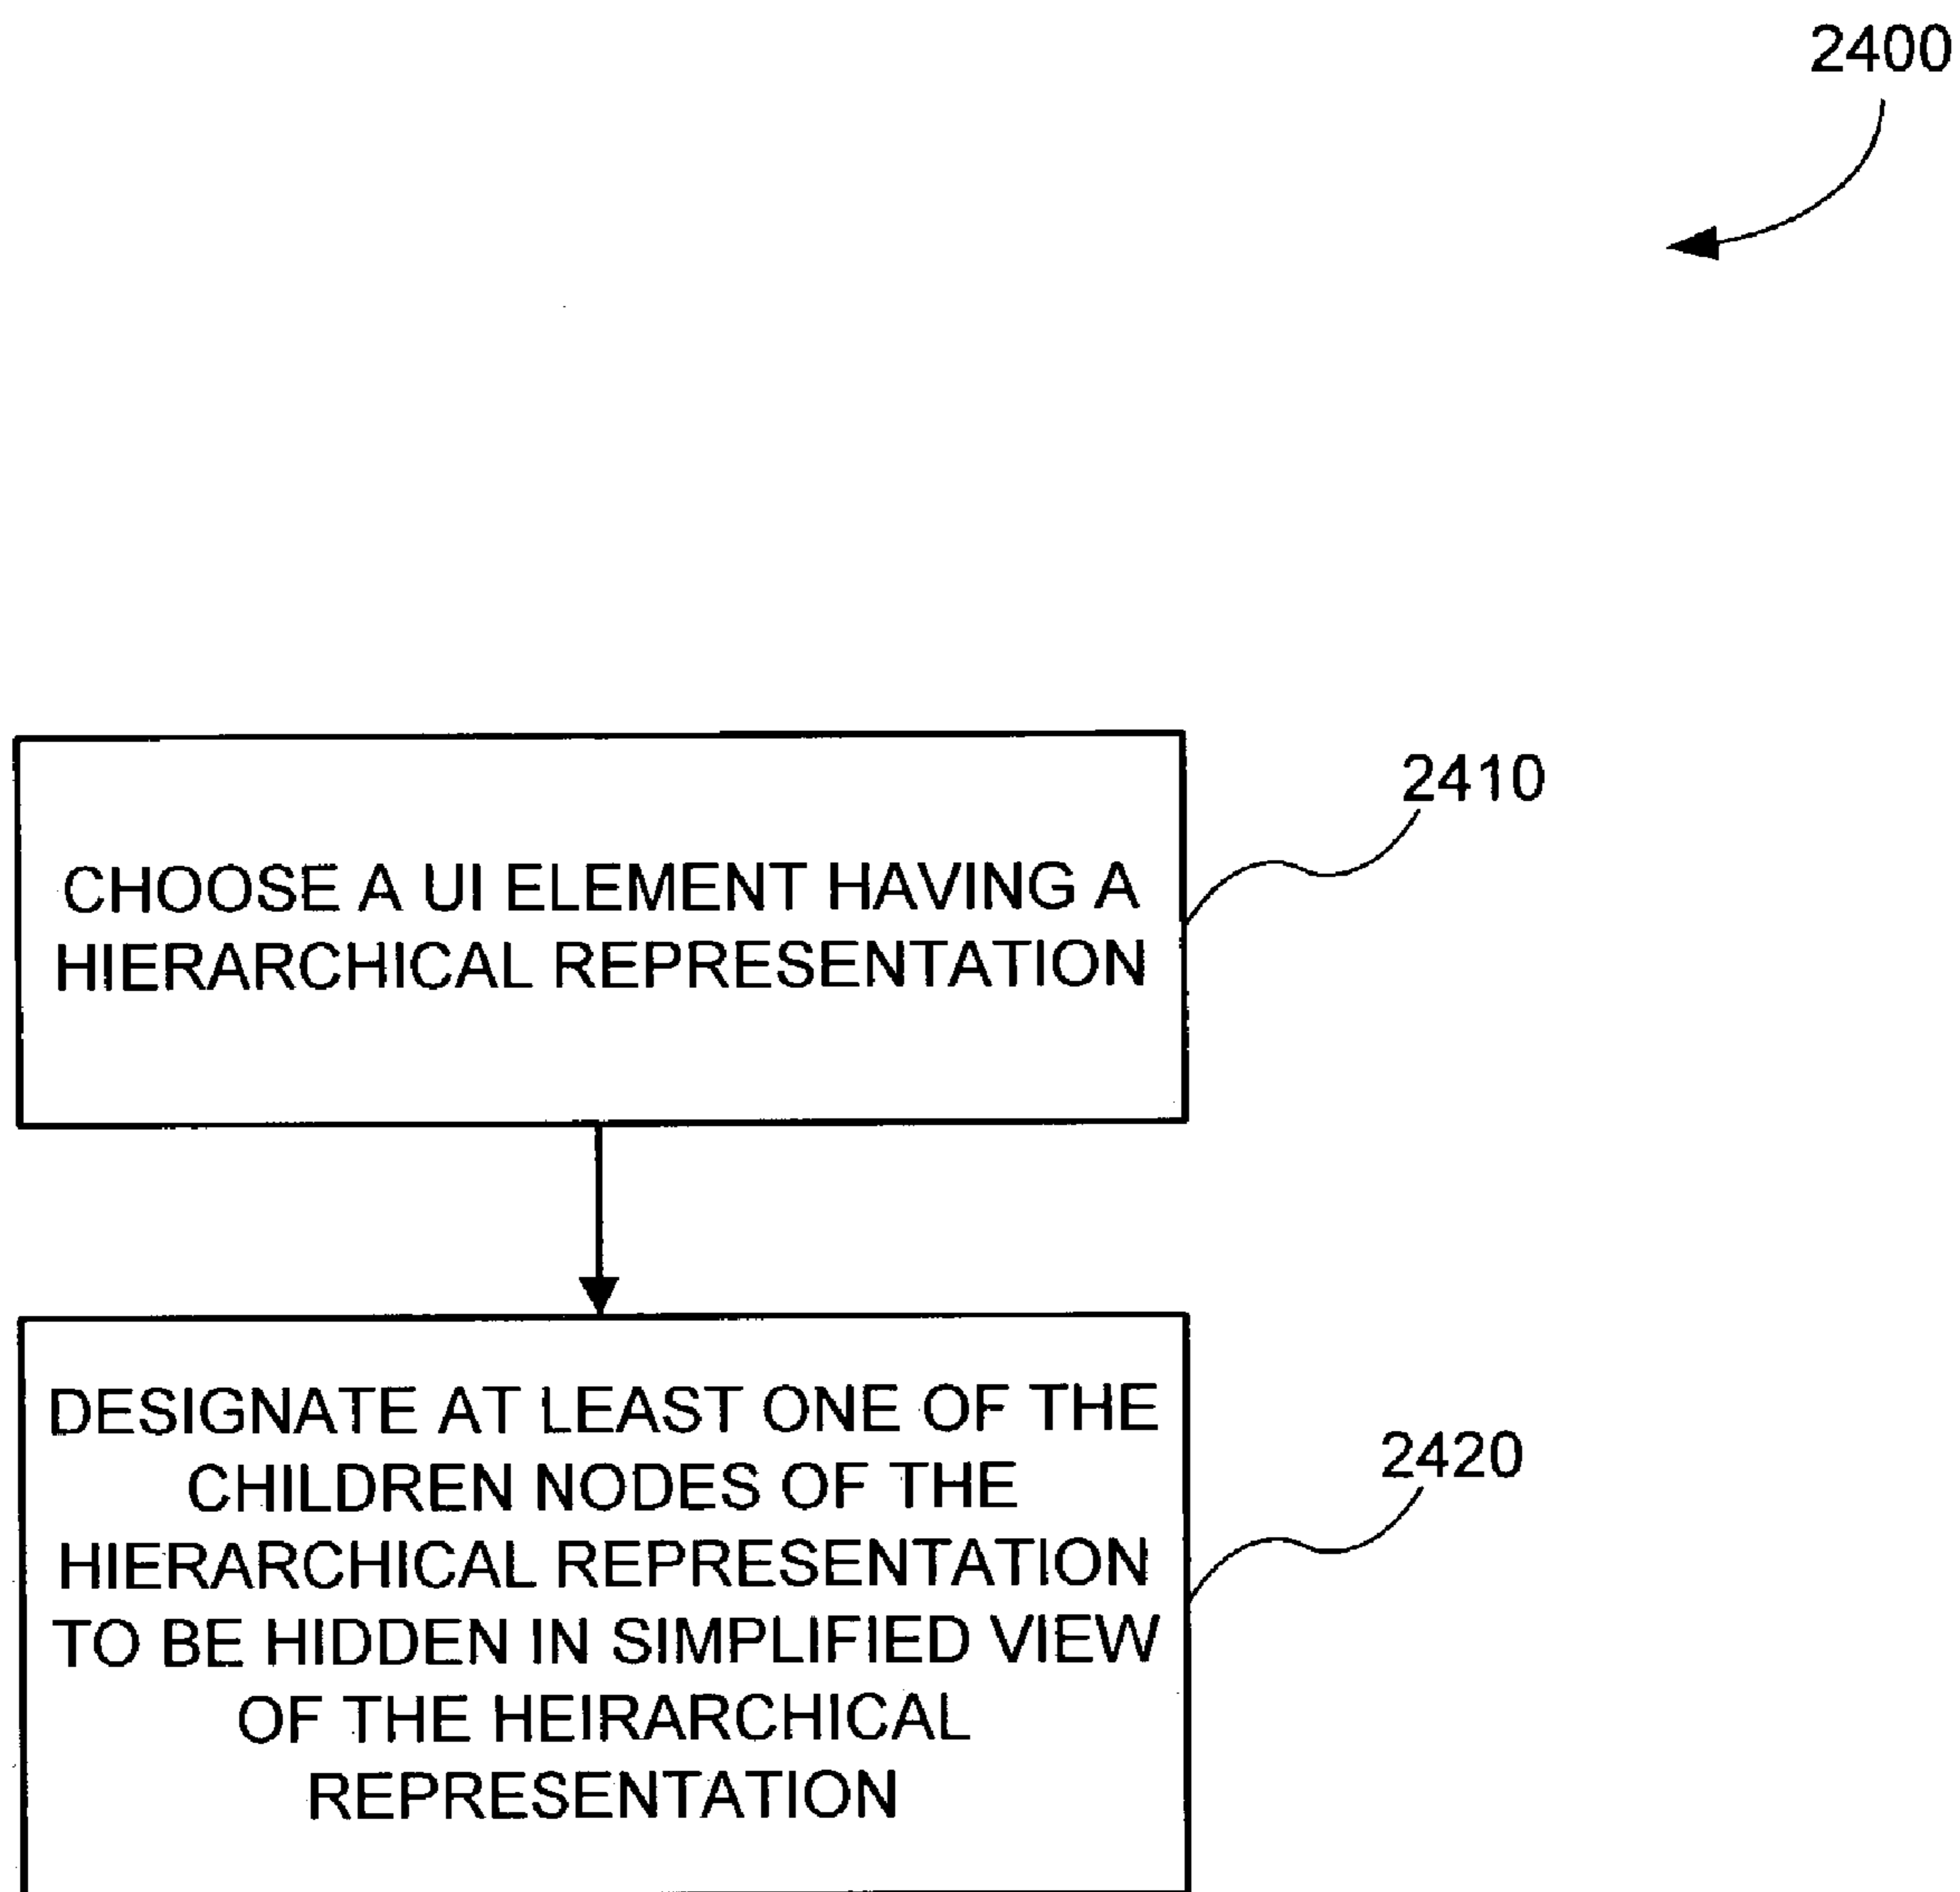 2400
2410
CHOOSE A UI ELEMENT HAVING A
HIERARCHICAL REPRESENTATION
DESIGNATE AT LEAST ONE OF THE
CHILDREN NODES OF THE
HIERARCHICAL REPRESENTATION
TO BE HIDDEN IN SIMPLIFIED VIEW
OF THE HEIRARCHICAL
REPRESENTATION
2420